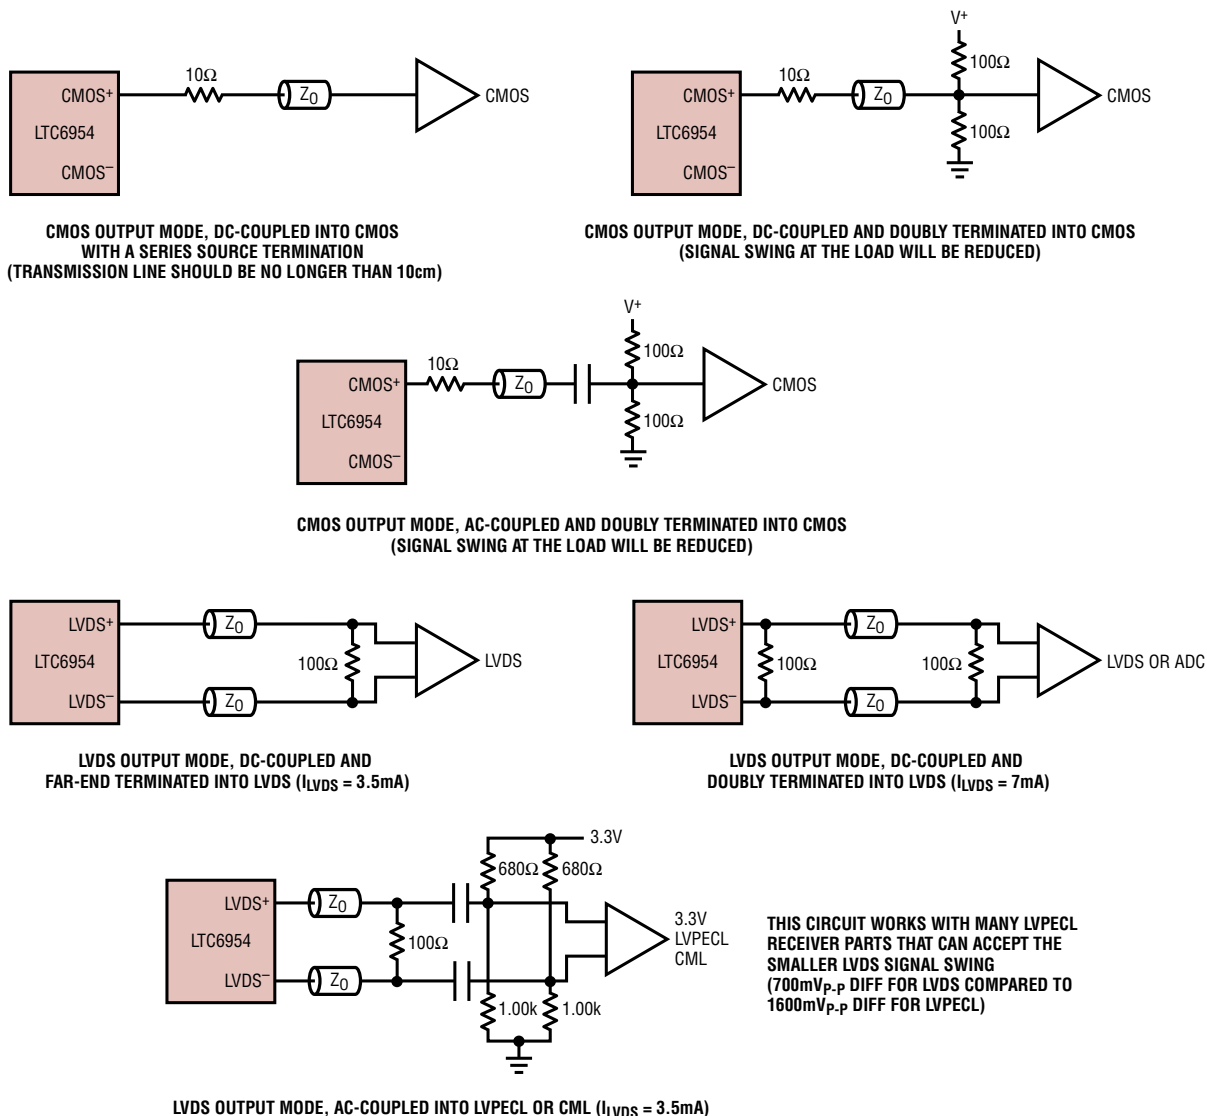 10Ω
Z0
CMOS+
LTC6954
CMOS–
CMOS
CMOS OUTPUT MODE, DC-COUPLED INTO CMOS
WITH A SERIES SOURCE TERMINATION
(TRANSMISSION LINE SHOULD BE NO LONGER THAN 10cm)
V+
100Ω
10Ω
Z0
CMOS+
LTC6954
CMOS–
100Ω
CMOS
CMOS OUTPUT MODE, DC-COUPLED AND DOUBLY TERMINATED INTO CMOS
(SIGNAL SWING AT THE LOAD WILL BE REDUCED)
V+
100Ω
10Ω
Z0
CMOS+
LTC6954
CMOS–
100Ω
CMOS
CMOS OUTPUT MODE, AC-COUPLED AND DOUBLY TERMINATED INTO CMOS
(SIGNAL SWING AT THE LOAD WILL BE REDUCED)
LVDS+
LTC6954
LVDS–
Z0
Z0
100Ω
LVDS
LVDS OUTPUT MODE, DC-COUPLED AND
FAR-END TERMINATED INTO LVDS (ILVDS = 3.5mA)
LVDS+
LTC6954
LVDS–
100Ω
Z0
Z0
100Ω
LVDS OR ADC
LVDS OUTPUT MODE, DC-COUPLED AND
DOUBLY TERMINATED INTO LVDS (ILVDS = 7mA)
3.3V
680Ω
680Ω
LVDS+
LTC6954
LVDS–
Z0
Z0
100Ω
1.00k
1.00k
3.3V
LVPECL
CML
THIS CIRCUIT WORKS WITH MANY LVPECL
RECEIVER PARTS THAT CAN ACCEPT THE
SMALLER LVDS SIGNAL SWING
(700mVP-P DIFF FOR LVDS COMPARED TO
1600mVP-P DIFF FOR LVPECL)
LVDS OUTPUT MODE, AC-COUPLED INTO LVPECL OR CML (ILVDS = 3.5mA)